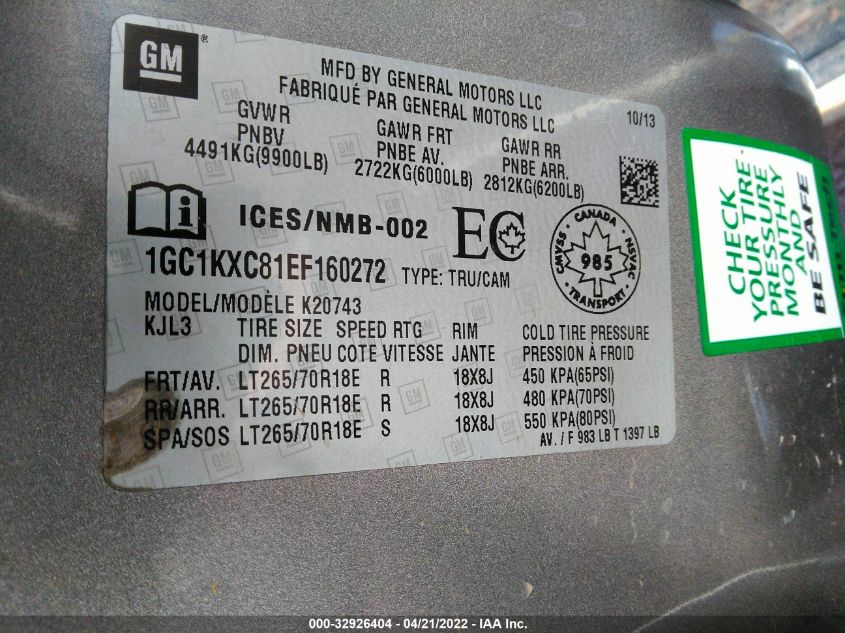 GM®
MFD BY GENERAL MOTORS LLC
FABRIQUÉ PAR GENERAL MOTORS LLC
10/13
GVWR GAWR FRT GAWR RR
PNBV PNBE AV. PNBE ARR.
4491KG(9900LB) 2722KG(6000LB) 2812KG(6200LB)
i ICES/NMB-002 EC
CANADA
CMVSS 985 NSVAC
TRANSPORT
1GC1KXC81EF160272 TYPE: TRU/CAM
MODEL/MODÈLE K20743
KJL3 TIRE SIZE SPEED RTG RIM COLD TIRE PRESSURE
DIM. PNEU COTE VITESSE JANTE PRESSION À FROID
FRT/AV. LT265/70R18E R 18X8J 450 KPA(65PSI)
RR/ARR. LT265/70R18E R 18X8J 480 KPA(70PSI)
SPA/SOS LT265/70R18E S 18X8J 550 KPA(80PSI)
AV. / F 983 LB T 1397 LB
CHECK
YOUR TIRE
PRESSURE
MONTHLY
AND
BE SAFE
000-32926404 - 04/21/2022 - IAA Inc.